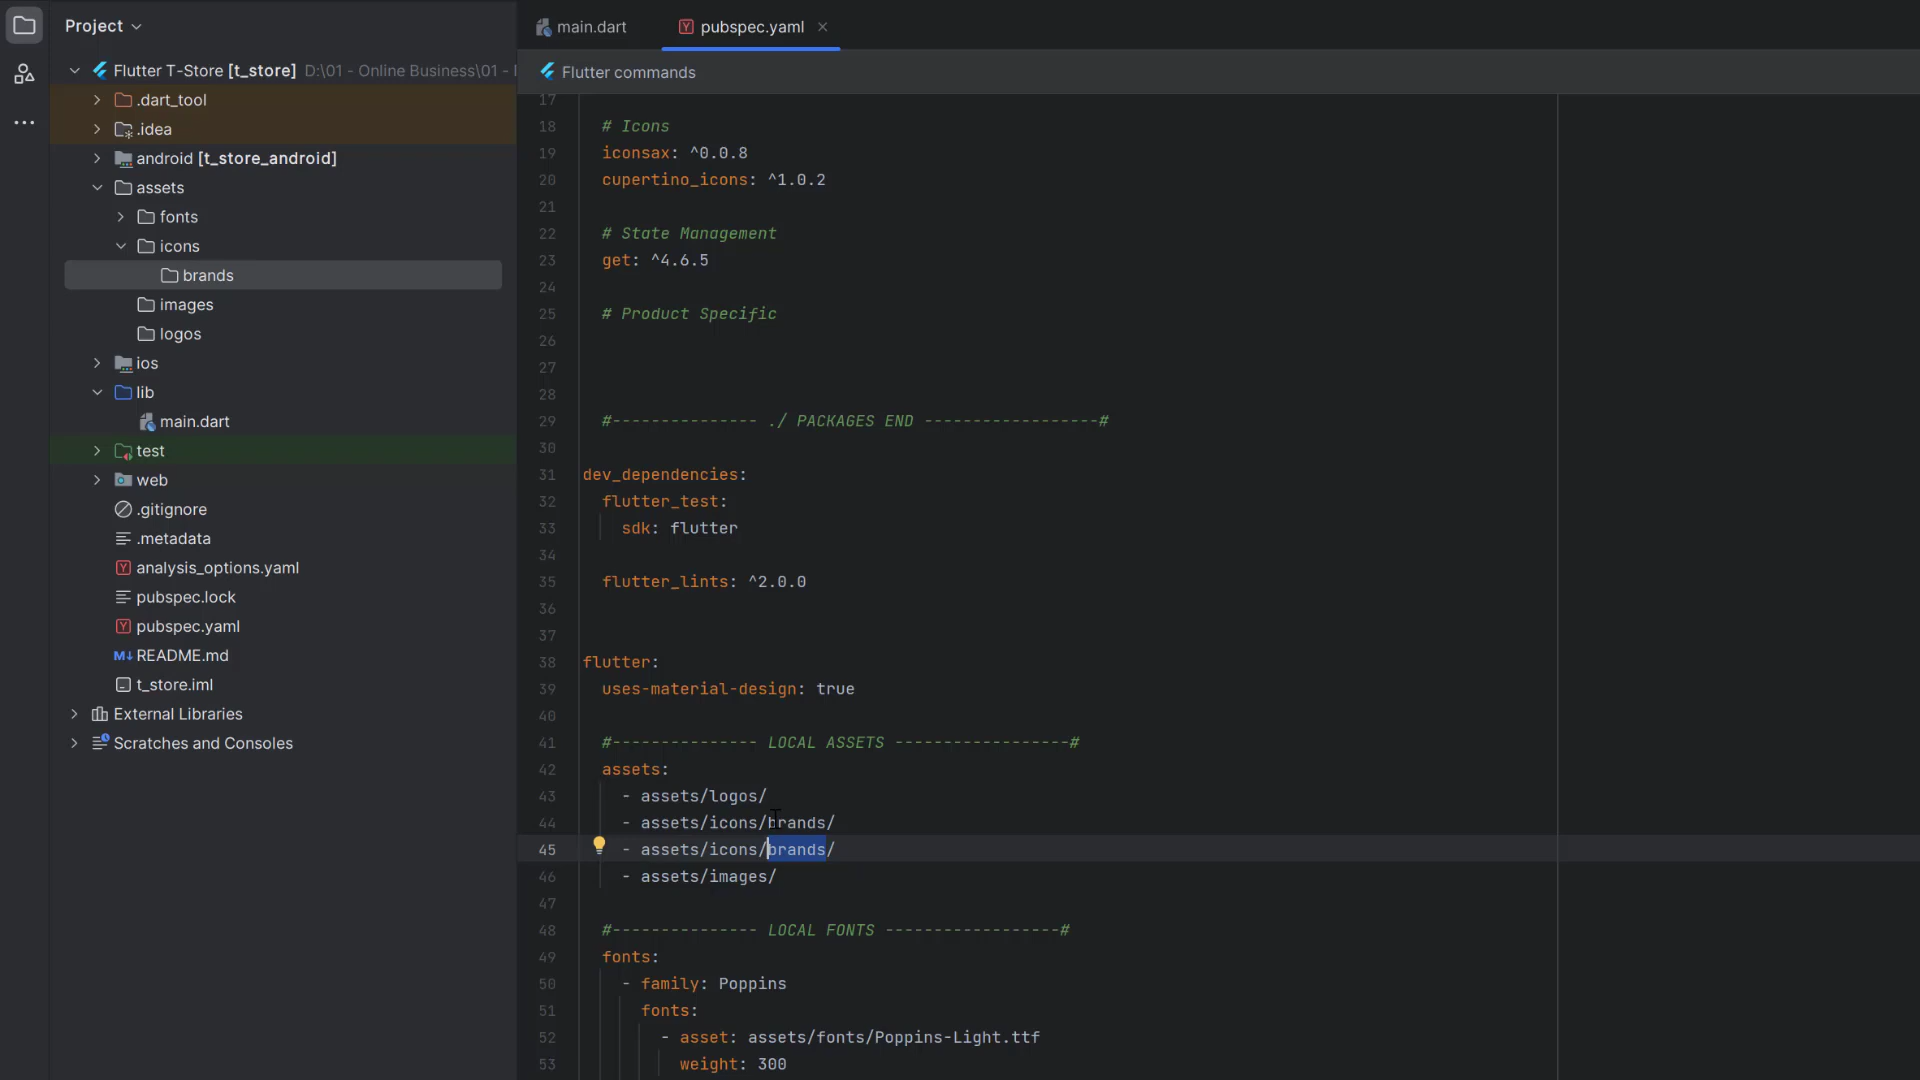 Project
Flutter T-Store [t_store] D:\01 - Online Business\01 -
.dart_tool
.idea
android [t_store_android]
assets
fonts
icons
brands
images
logos
ios
lib
main.dart
test
web
.gitignore
.metadata
analysis_options.yaml
pubspec.lock
pubspec.yaml
README.md
t_store.iml
External Libraries
Scratches and Consoles
main.dart
pubspec.yaml
Flutter commands
17
18 # Icons
19 iconsax: ^0.0.8
20 cupertino_icons: ^1.0.2
21
22 # State Management
23 get: ^4.6.5
24
25 # Product Specific
26
27
28
29 #--------------- ./ PACKAGES END ------------------#
30
31 dev_dependencies:
32 flutter_test:
33 sdk: flutter
34
35 flutter_lints: ^2.0.0
36
37
38 flutter:
39 uses-material-design: true
40
41 #--------------- LOCAL ASSETS ------------------#
42 assets:
43 - assets/logos/
44 - assets/icons/brands/
45 - assets/icons/brands/
46 - assets/images/
47
48 #--------------- LOCAL FONTS ------------------#
49 fonts:
50 - family: Poppins
51 fonts:
52 - asset: assets/fonts/Poppins-Light.ttf
53 weight: 300